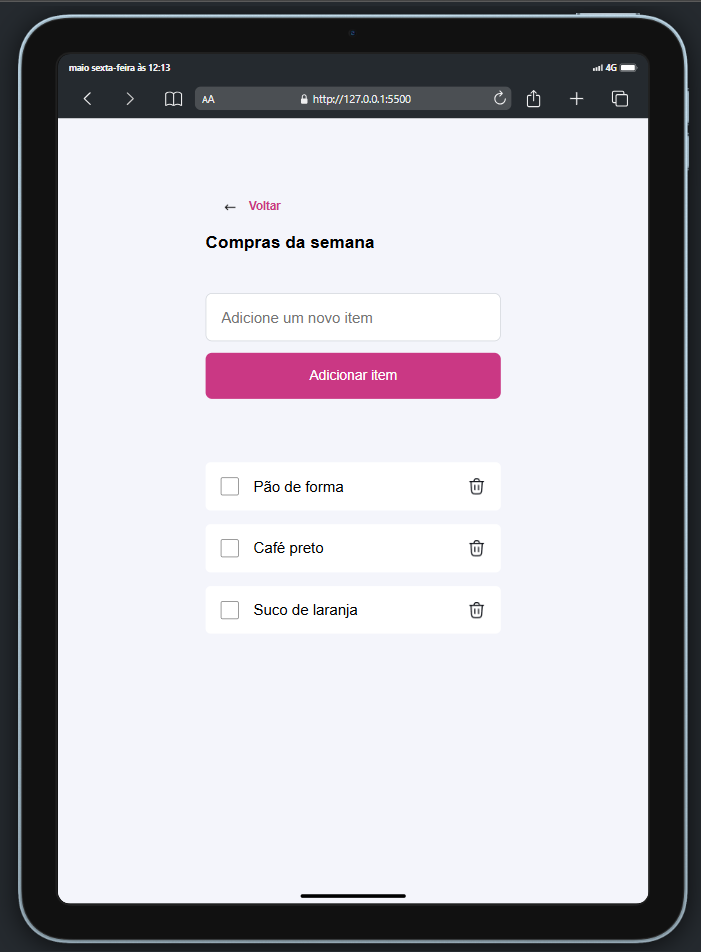 maio sexta-feira às 12:13
4G
AA
http://127.0.0.1:5500
← Voltar
Compras da semana
Adicione um novo item
Adicionar item
Pão de forma
Café preto
Suco de laranja